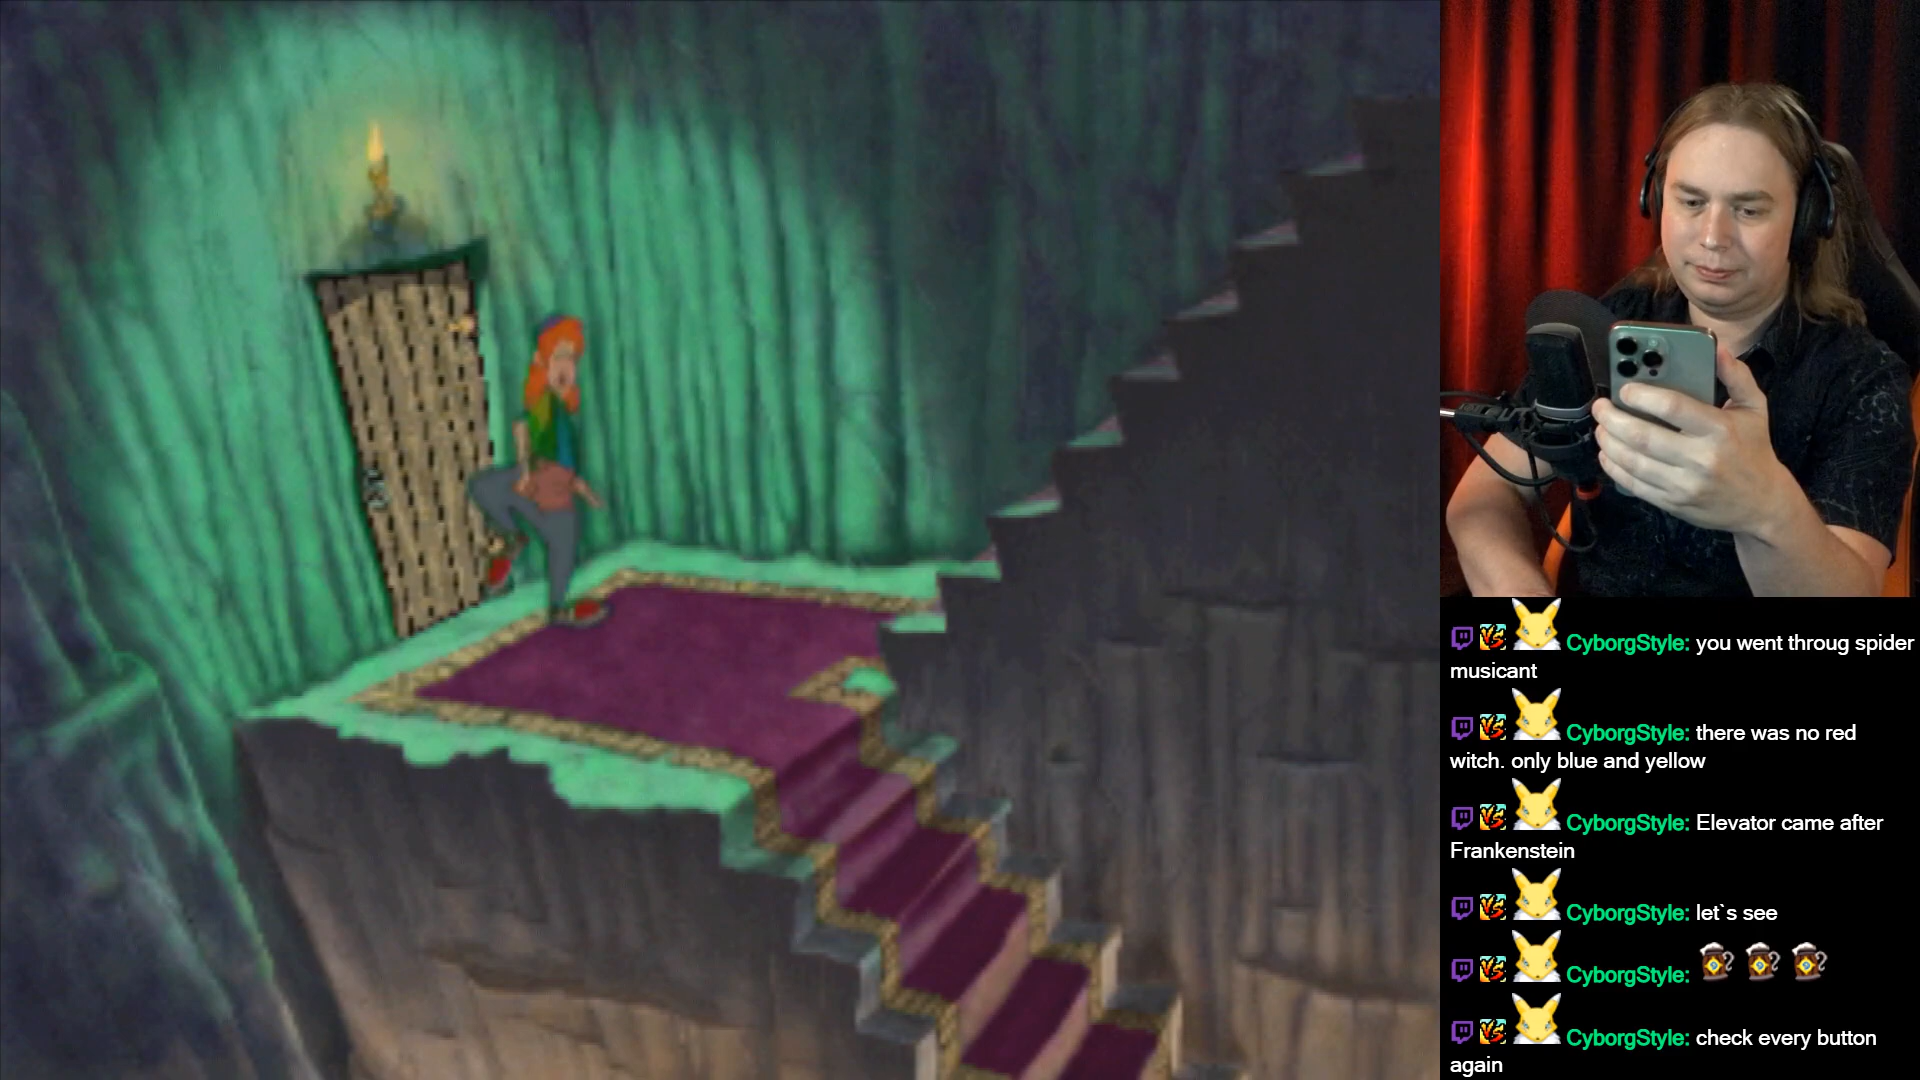 CyborgStyle: you went throug spider
musicant
CyborgStyle: there was no red
witch. only blue and yellow
CyborgStyle: Elevator came after
Frankenstein
CyborgStyle: let`s see
CyborgStyle:
CyborgStyle: check every button
again